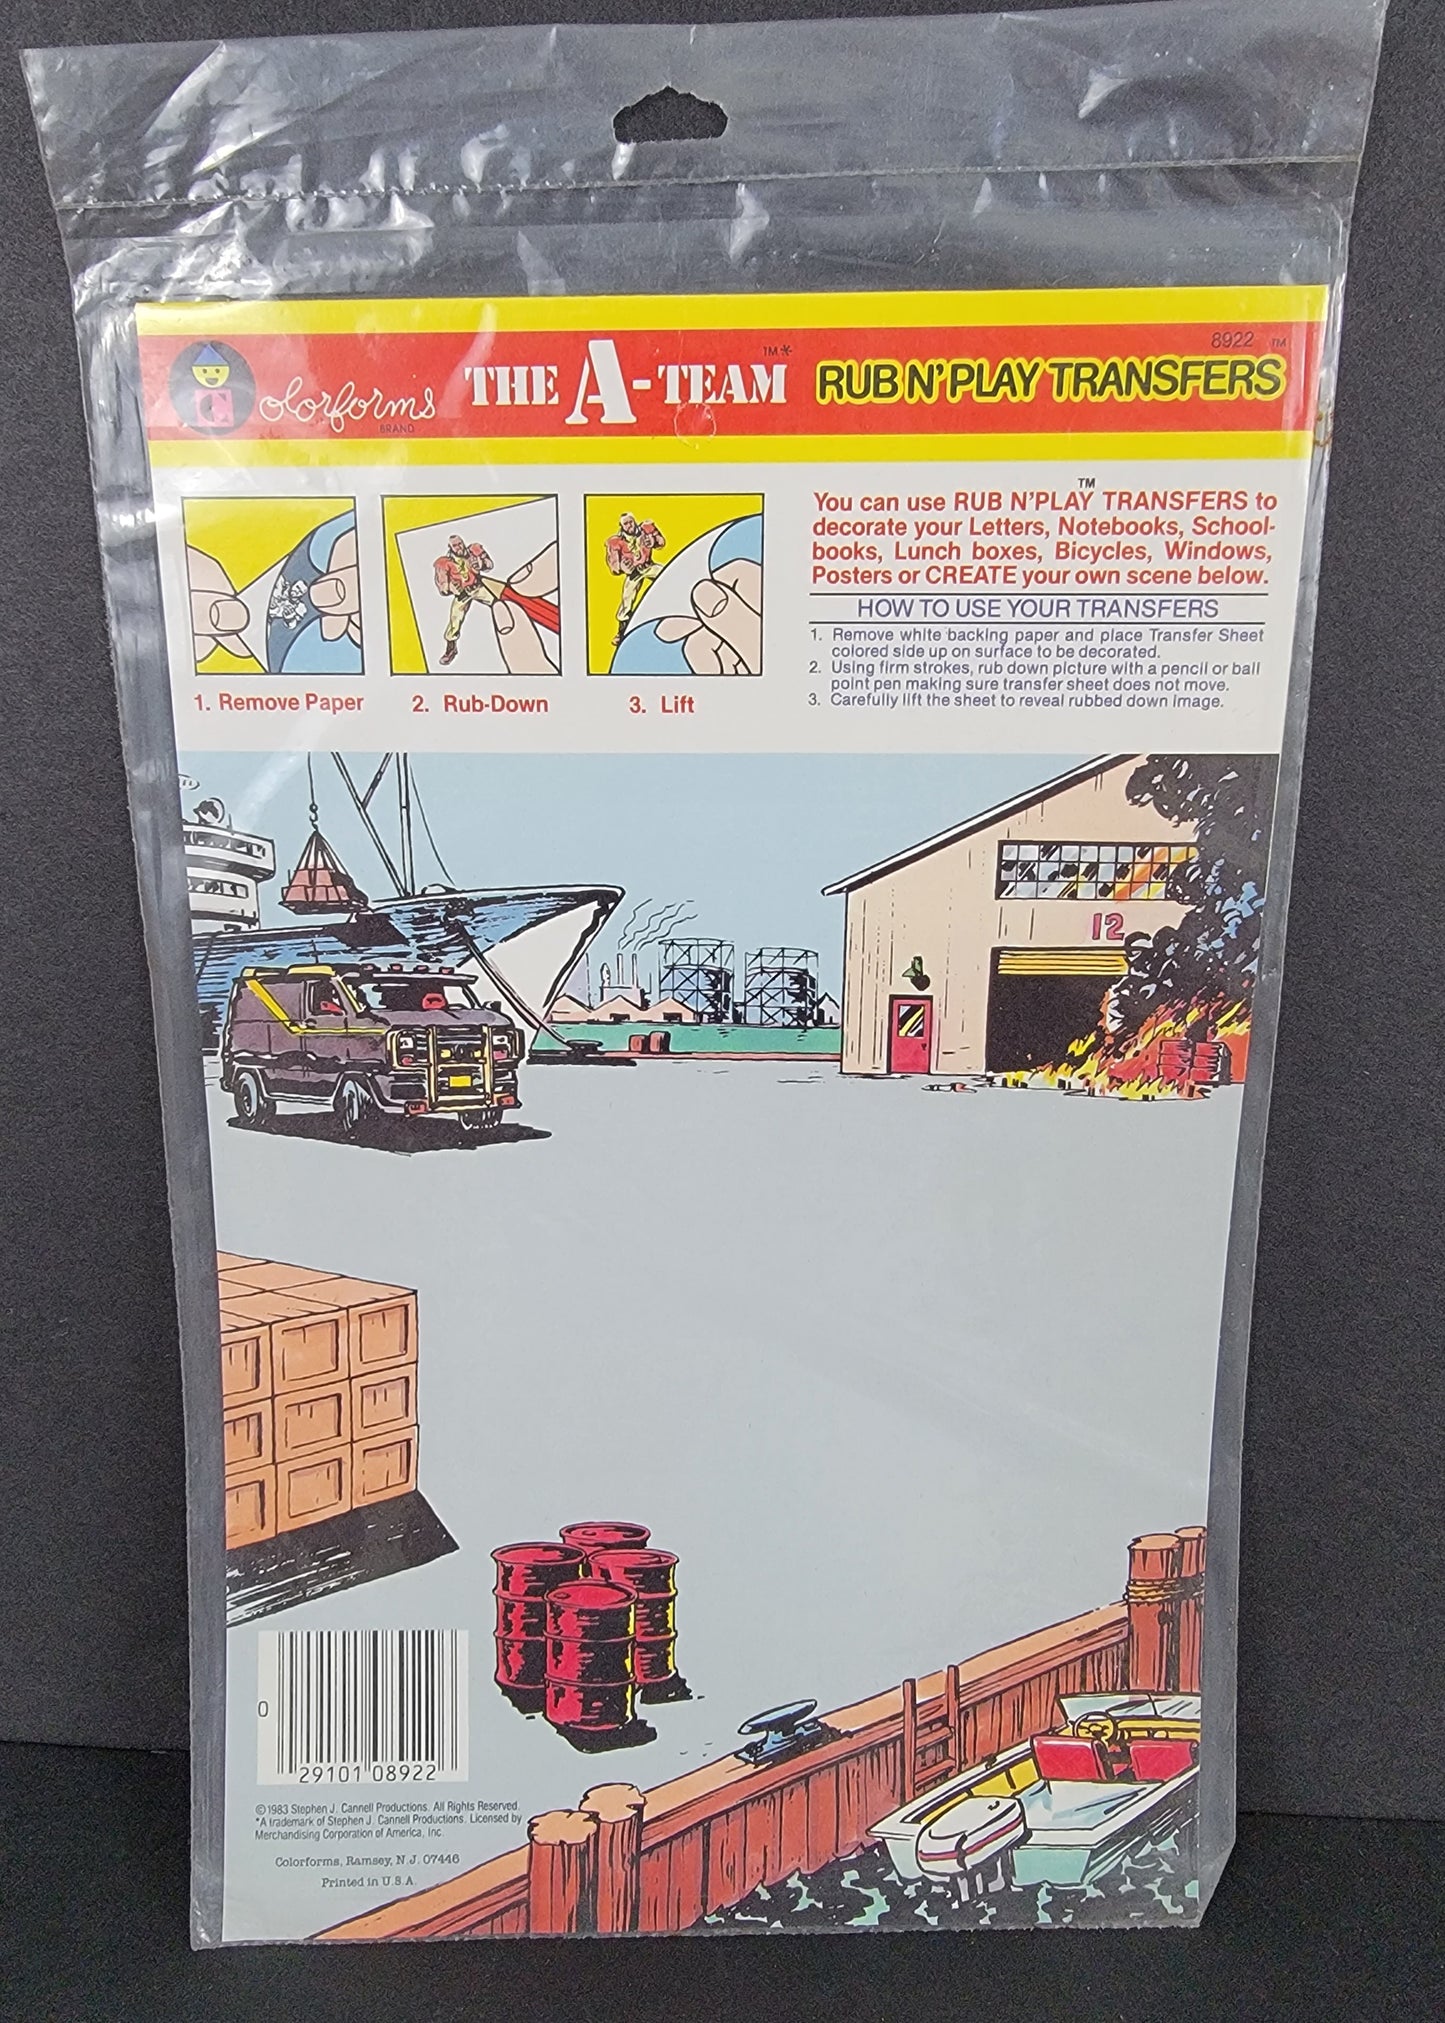 8922 TM
Colorforms THE A-TEAM TM* RUB N' PLAY TRANSFERS
BRAND
You can use RUB N'PLAY TM TRANSFERS to
decorate your Letters, Notebooks, School-
books, Lunch boxes, Bicycles, Windows,
Posters or CREATE your own scene below.
HOW TO USE YOUR TRANSFERS
1. Remove white backing paper and place Transfer Sheet
colored side up on surface to be decorated.
2. Using firm strokes, rub down picture with a pencil or ball
point pen making sure transfer sheet does not move.
3. Carefully lift the sheet to reveal rubbed down image.
1. Remove Paper
2. Rub-Down
3. Lift
12
0
29101 08922
©1983 Stephen J. Cannell Productions. All Rights Reserved.
*A trademark of Stephen J. Cannell Productions. Licensed by
Merchandising Corporation of America, Inc.
Colorforms, Ramsey, N.J. 07446
Printed in U.S.A.